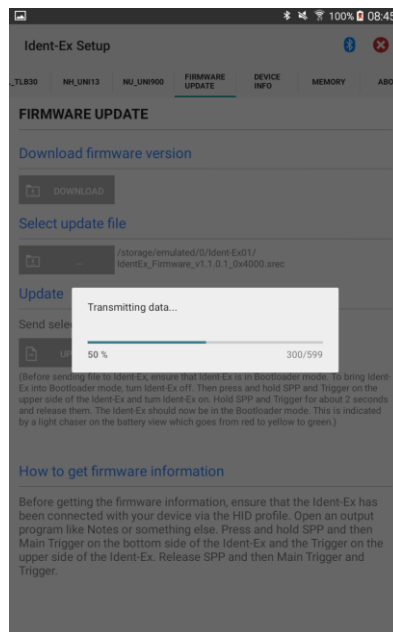 100% 08:45
Ident-Ex Setup
_TLB30 NH_UNI13 NU_UNI900 FIRMWARE UPDATE DEVICE INFO MEMORY ABO
FIRMWARE UPDATE
Download firmware version
DOWNLOAD
Select update file
...
/storage/emulated/0/Ident-Ex01/
IdentEx_Firmware_v1.1.0.1_0x4000.srec
Update
Send sele
UP
Transmitting data...
50 % 300/599
(Before sending file to Ident-Ex, ensure that Ident-Ex is in Bootloader mode. To bring Ident-
Ex into Bootloader mode, turn Ident-Ex off. Then press and hold SPP and Trigger on the
upper side of the Ident-Ex and turn Ident-Ex on. Hold SPP and Trigger for about 2 seconds
and release them. The Ident-Ex should now be in the Bootloader mode. This is indicated
by a light chaser on the battery view which goes from red to yellow to green.)
How to get firmware information
Before getting the firmware information, ensure that the Ident-Ex has
been connected with your device via the HID profile. Open an output
program like Notes or something else. Press and hold SPP and then
Main Trigger on the bottom side of the Ident-Ex and the Trigger on the
upper side of the Ident-Ex. Release SPP and then Main Trigger and
Trigger.